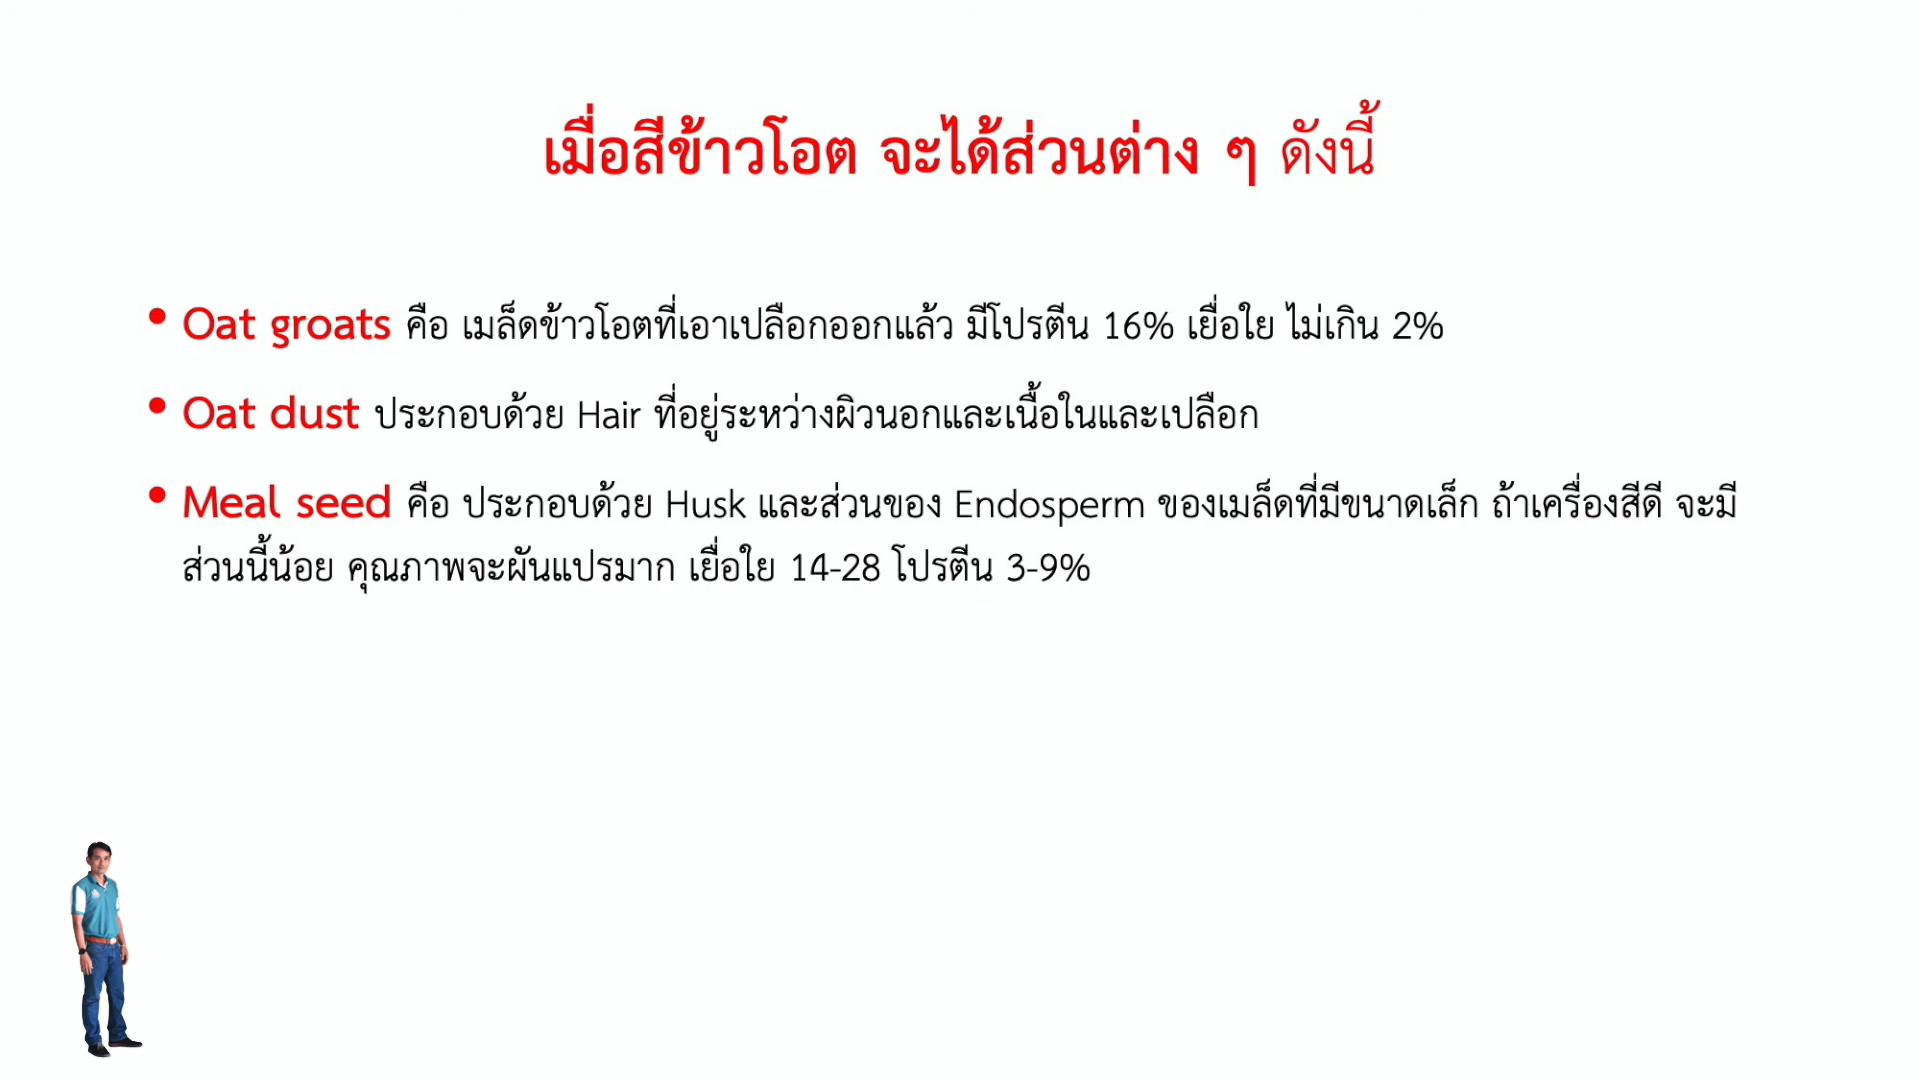 เมื่อสีข้าวโอต จะได้ส่วนต่าง ๆ ดังนี้
• Oat groats คือ เมล็ดข้าวโอตที่เอาเปลือกออกแล้ว มีโปรตีน 16% เยื่อใย ไม่เกิน 2%
• Oat dust ประกอบด้วย Hair ที่อยู่ระหว่างผิวนอกและเนื้อในและเปลือก
• Meal seed คือ ประกอบด้วย Husk และส่วนของ Endosperm ของเมล็ดที่มีขนาดเล็ก ถ้าเครื่องสีดี จะมี
ส่วนนี้น้อย คุณภาพจะผันแปรมาก เยื่อใย 14-28 โปรตีน 3-9%